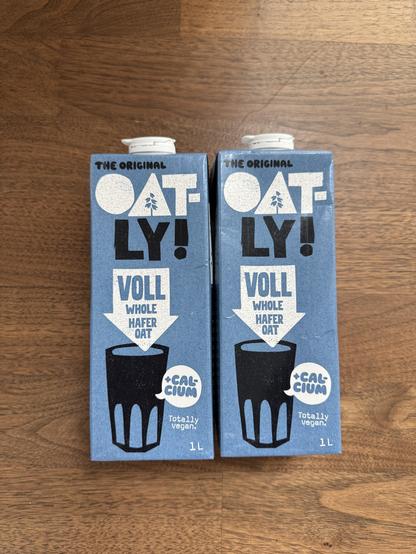 THE ORIGINAL
OAT-
LY!
VOLL
WHOLE
HAFER
OAT
+CAL-
CIUM
Totally
vegan.
1L
THE ORIGINAL
OAT-
LY!
VOLL
WHOLE
HAFER
OAT
+CAL-
CIUM
Totally
vegan.
1L